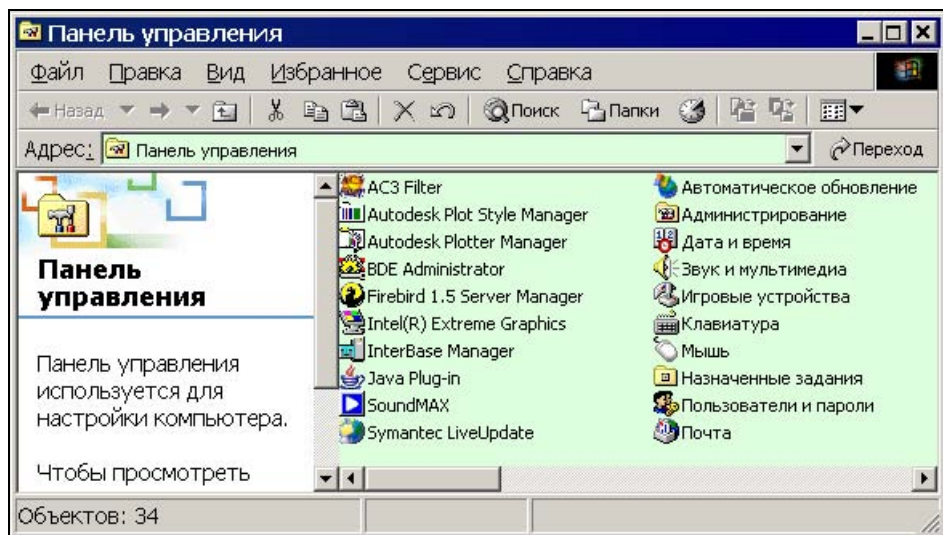 Панель управления
Файл Правка Вид Избранное Сервис Справка
Назад Поиск Папки
Адрес: Панель управления Переход
Панель
управления
Панель управления
используется для
настройки компьютера.
Чтобы просмотреть
AC3 Filter
Autodesk Plot Style Manager
Autodesk Plotter Manager
BDE Administrator
Firebird 1.5 Server Manager
Intel(R) Extreme Graphics
InterBase Manager
Java Plug-in
SoundMAX
Symantec LiveUpdate
Автоматическое обновление
Администрирование
Дата и время
Звук и мультимедиа
Игровые устройства
Клавиатура
Мышь
Назначенные задания
Пользователи и пароли
Почта
Объектов: 34